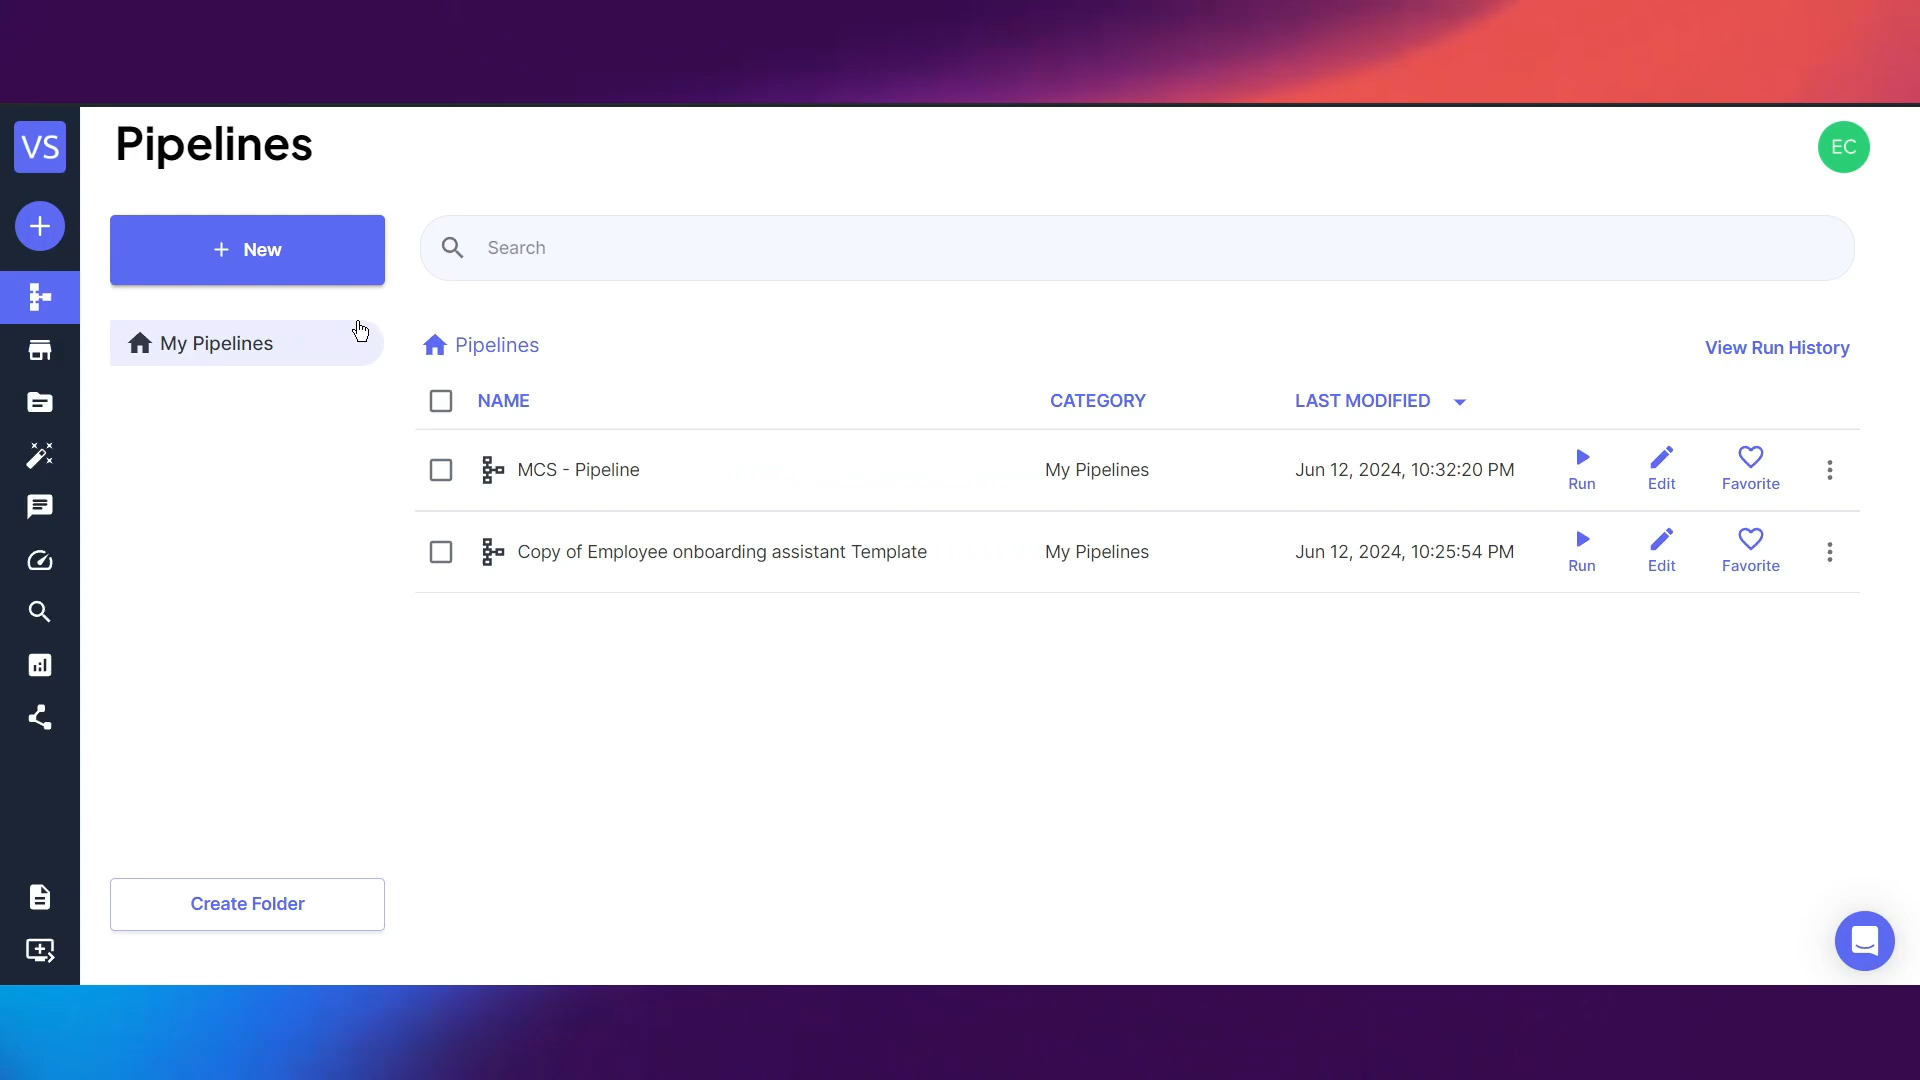 VS
Pipelines
EC
+ New
Search
My Pipelines
Pipelines
View Run History
NAME CATEGORY LAST MODIFIED
MCS - Pipeline My Pipelines Jun 12, 2024, 10:32:20 PM Run Edit Favorite
Copy of Employee onboarding assistant Template My Pipelines Jun 12, 2024, 10:25:54 PM Run Edit Favorite
Create Folder